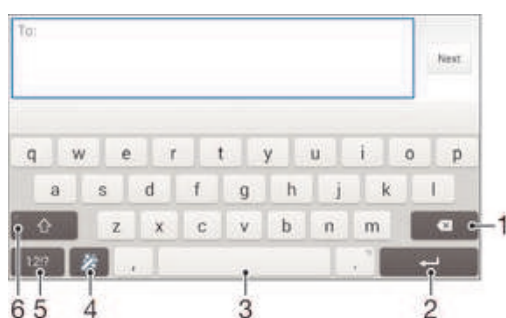 To:
Next
q w e r t y u i o p
a s d f g h j k l
z x c v b n m 1
12!? , .
6 5 4 3 2